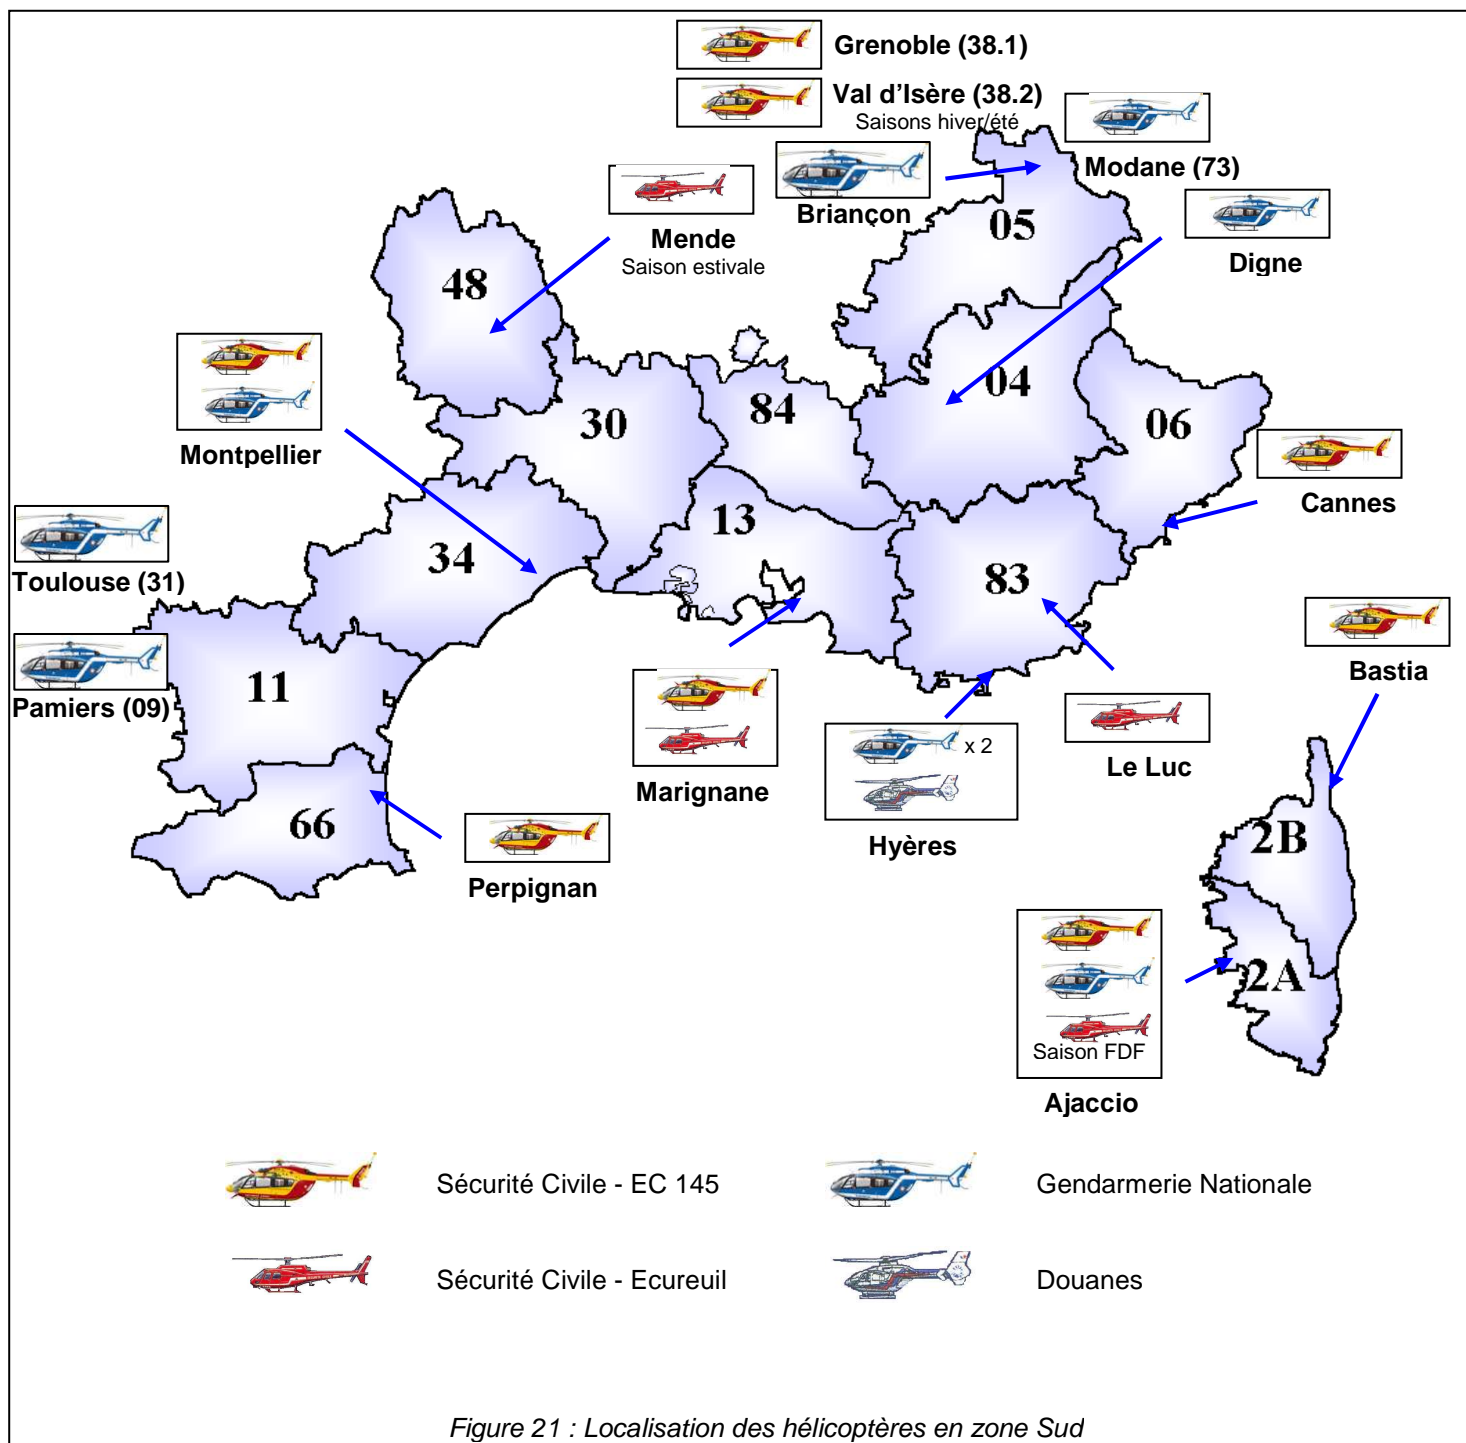 Grenoble (38.1)
Val d'Isère (38.2)
Saisons hiver/été
Modane (73)
Briançon
05
Digne
Mende
Saison estivale
48
Montpellier
30
84
04
06
Cannes
Toulouse (31)
34
13
83
Pamiers (09)
11
Marignane
x 2
Hyères
Le Luc
Bastia
66
Perpignan
2B
2A
Saison FDF
Ajaccio
Sécurité Civile - EC 145
Gendarmerie Nationale
Sécurité Civile - Ecureuil
Douanes
Figure 21 : Localisation des hélicoptères en zone Sud